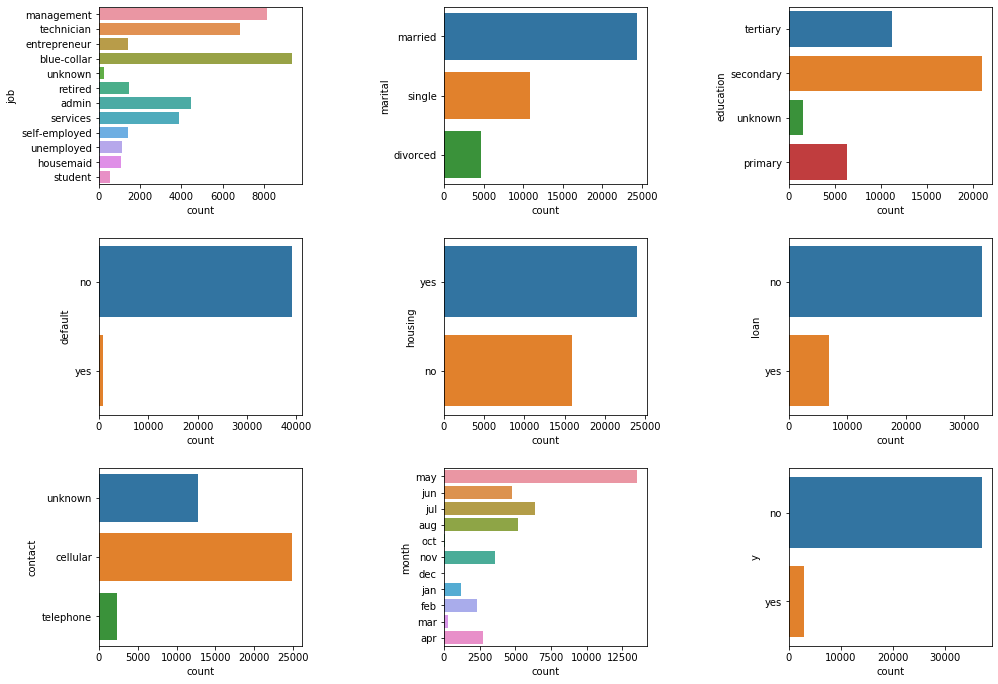 job
management
technician
entrepreneur
blue-collar
unknown
retired
admin
services
self-employed
unemployed
housemaid
student
0 2000 4000 6000 8000
count
marital
married
single
divorced
0 5000 10000 15000 20000 25000
count
education
tertiary
secondary
unknown
primary
0 5000 10000 15000 20000
count
default
no
yes
0 10000 20000 30000 40000
count
housing
yes
no
0 5000 10000 15000 20000 25000
count
loan
no
yes
0 10000 20000 30000
count
contact
unknown
cellular
telephone
0 5000 10000 15000 20000 25000
count
month
may
jun
jul
aug
oct
nov
dec
jan
feb
mar
apr
0 2500 5000 7500 10000 12500
count
y
no
yes
0 10000 20000 30000
count